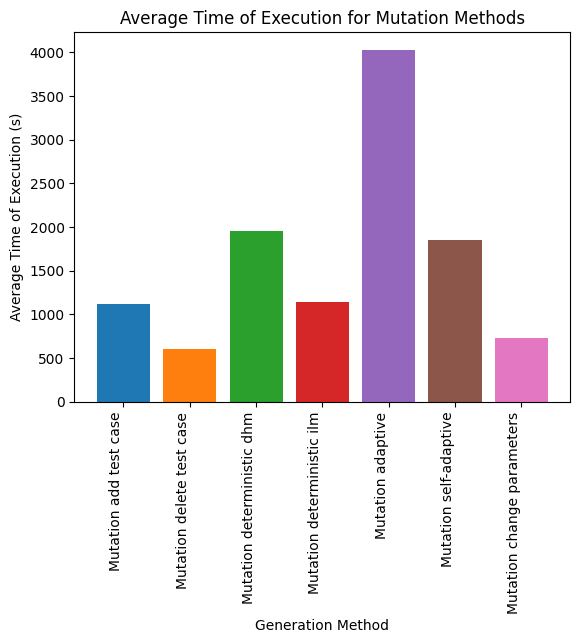 Average Time of Execution for Mutation Methods
Average Time of Execution (s)
4000
3500
3000
2500
2000
1500
1000
500
0
Mutation add test case
Mutation delete test case
Mutation deterministic dhm
Mutation deterministic ilm
Mutation adaptive
Mutation self-adaptive
Mutation change parameters
Generation Method